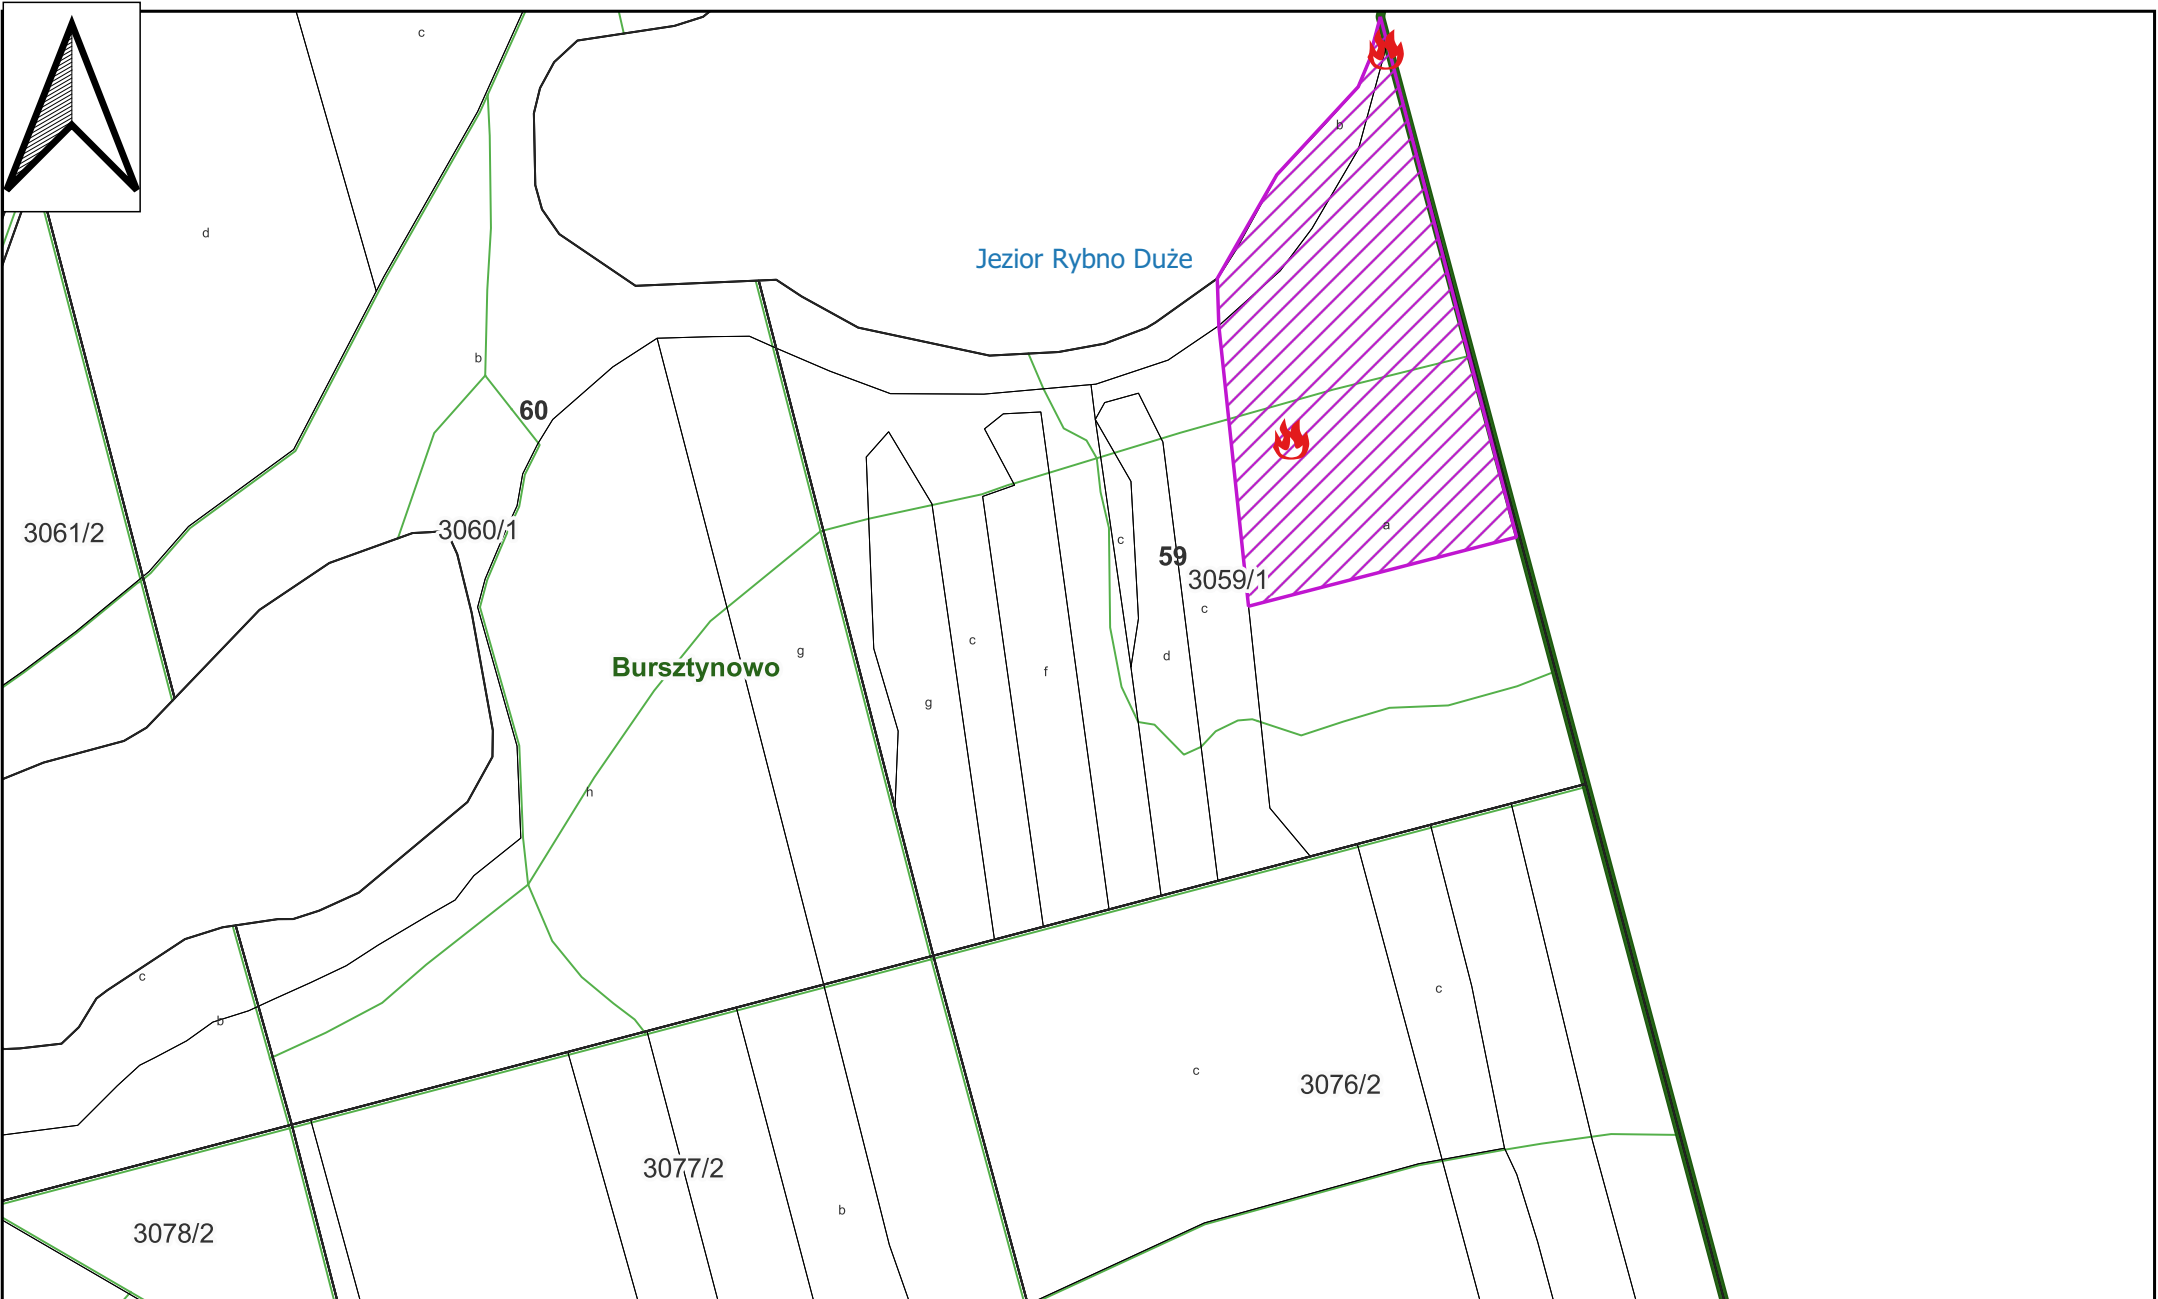 c
d
b
Jezior Rybno Duże
b
60
3061/2
3060/1
a
c
59
3059/1
c
c
g
d
Bursztynowo
f
g
h
c
c
b
c
3076/2
3077/2
b
3078/2